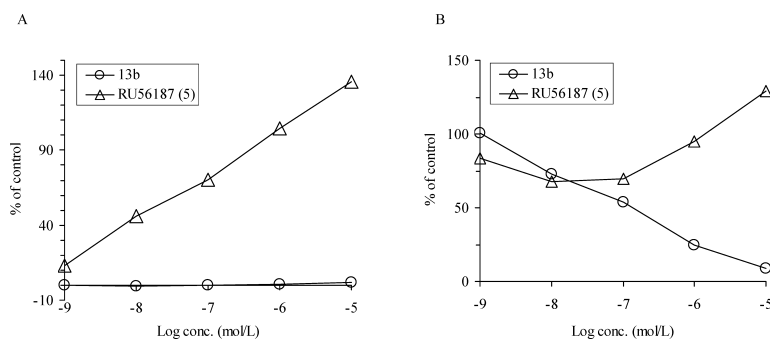 A
% of control
140
90
40
-10
13b
RU56187 (5)
-9 -8 -7 -6 -5
Log conc. (mol/L)
B
% of control
150
100
50
0
13b
RU56187 (5)
-9 -8 -7 -6 -5
Log conc. (mol/L)